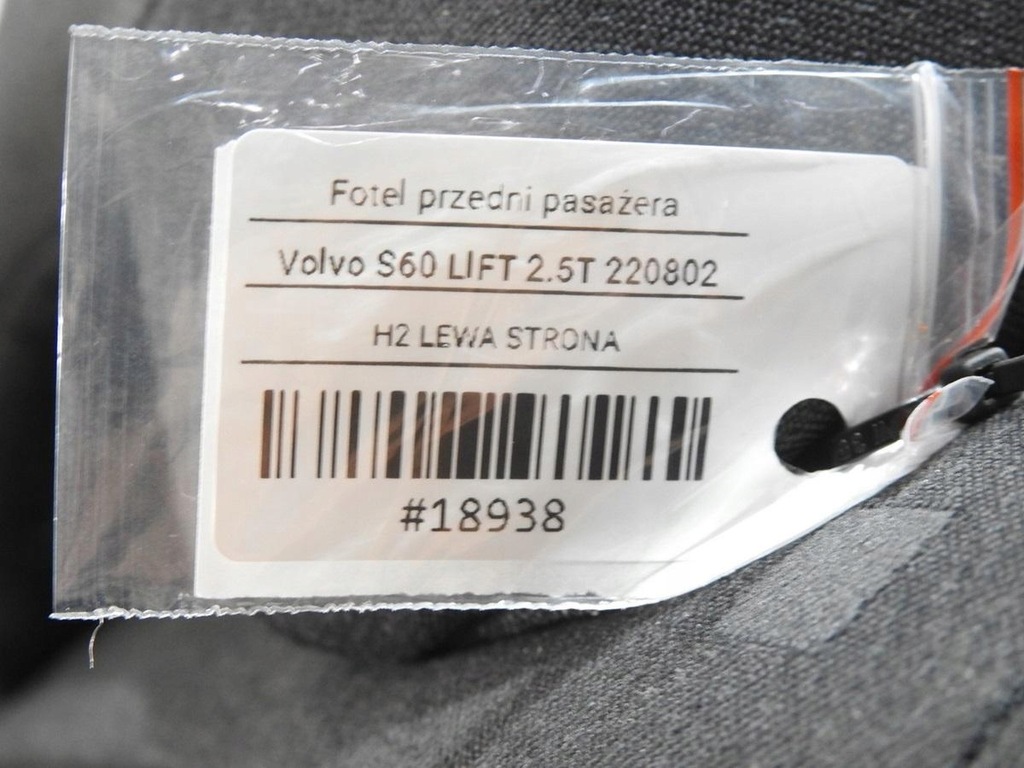 Fotel przedni pasażera
Volvo S60 LIFT 2.5T 220802
H2 LEWA STRONA
#18938